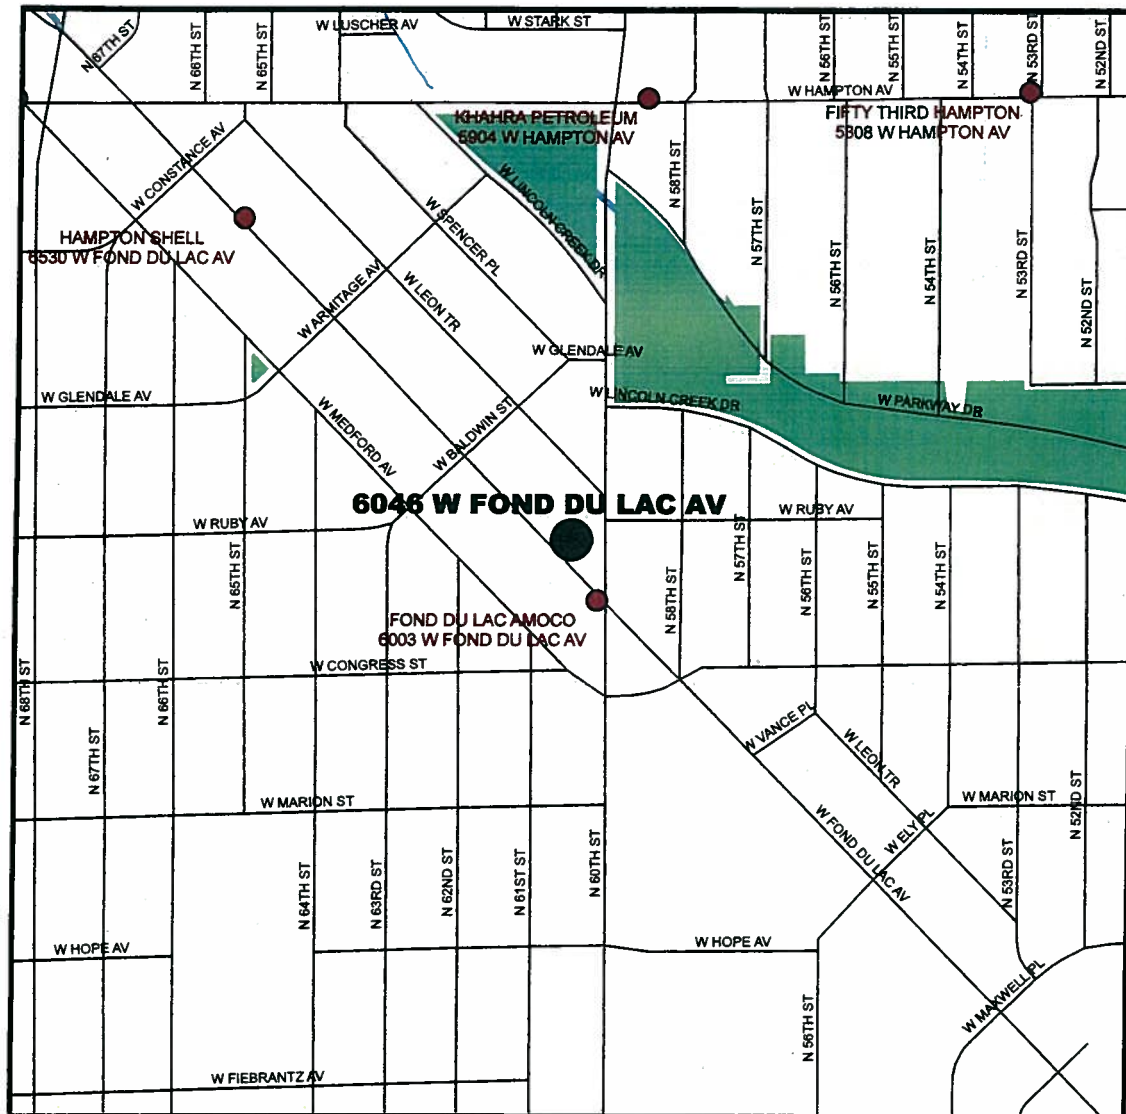 N 67TH ST
N 66TH ST
N 65TH ST
W LUSCHER AV
W STARK ST
N 56TH ST
N 55TH ST
N 54TH ST
N 53RD ST
N 52ND ST
W HAMPTON AV
KHAHRA PETROLEUM
5904 W HAMPTON AV
FIFTY THIRD HAMPTON
5308 W HAMPTON AV
W CONSTANCE AV
W LINCOLN CREEK DR
N 58TH ST
N 57TH ST
W SPENCER PL
HAMPTON SHELL
6530 W FOND DU LAC AV
W ARMITAGE AV
W LEON TR
N 56TH ST
N 54TH ST
N 53RD ST
N 52ND ST
W GLENDALE AV
W GLENDALE AV
W LINCOLN CREEK DR
W PARKWAY DR
W MEDFORD AV
W BALDWIN ST
6046 W FOND DU LAC AV
W RUBY AV
W RUBY AV
N 65TH ST
N 58TH ST
N 57TH ST
N 56TH ST
N 55TH ST
N 54TH ST
FOND DU LAC AMOCO
6003 W FOND DU LAC AV
W CONGRESS ST
N 68TH ST
N 67TH ST
N 66TH ST
W VANCE PL
W LEON TR
W MARION ST
W MARION ST
N 52ND ST
W FOND DU LAC AV
W ELY PL
N 64TH ST
N 63RD ST
N 62ND ST
N 61ST ST
N 60TH ST
N 53RD ST
W HOPE AV
W HOPE AV
W MAXWELL PL
N 56TH ST
W FIEBRANTZ AV